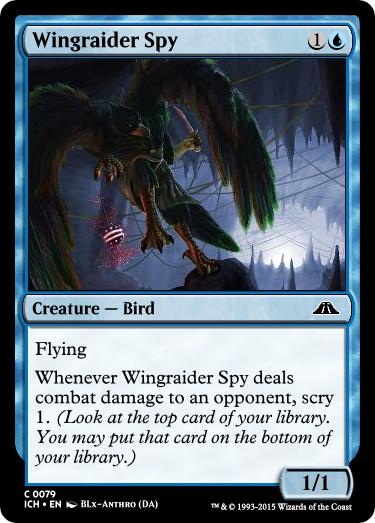 Wingraider Spy 1
Creature — Bird
Flying
Whenever Wingraider Spy deals
combat damage to an opponent, scry
1. (Look at the top card of your library.
You may put that card on the bottom of
your library.)
1/1
C 0079
ICH • EN BLX-ANTHRO (DA)
™ & © 1993-2015 Wizards of the Coast